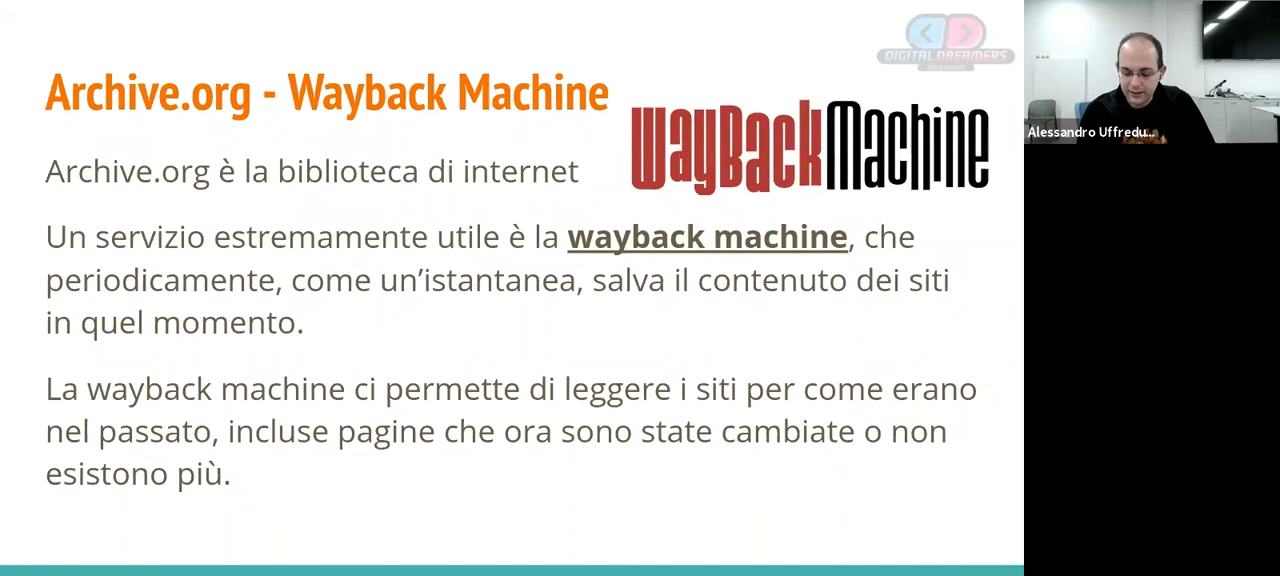 DIGITAL DREAMERS
ASSOCIAZIONE
Archive.org - Wayback Machine
WayBackMachine
Archive.org è la biblioteca di internet
Un servizio estremamente utile è la wayback machine, che
periodicamente, come un’istantanea, salva il contenuto dei siti
in quel momento.
La wayback machine ci permette di leggere i siti per come erano
nel passato, incluse pagine che ora sono state cambiate o non
esistono più.
Alessandro Uffredu...